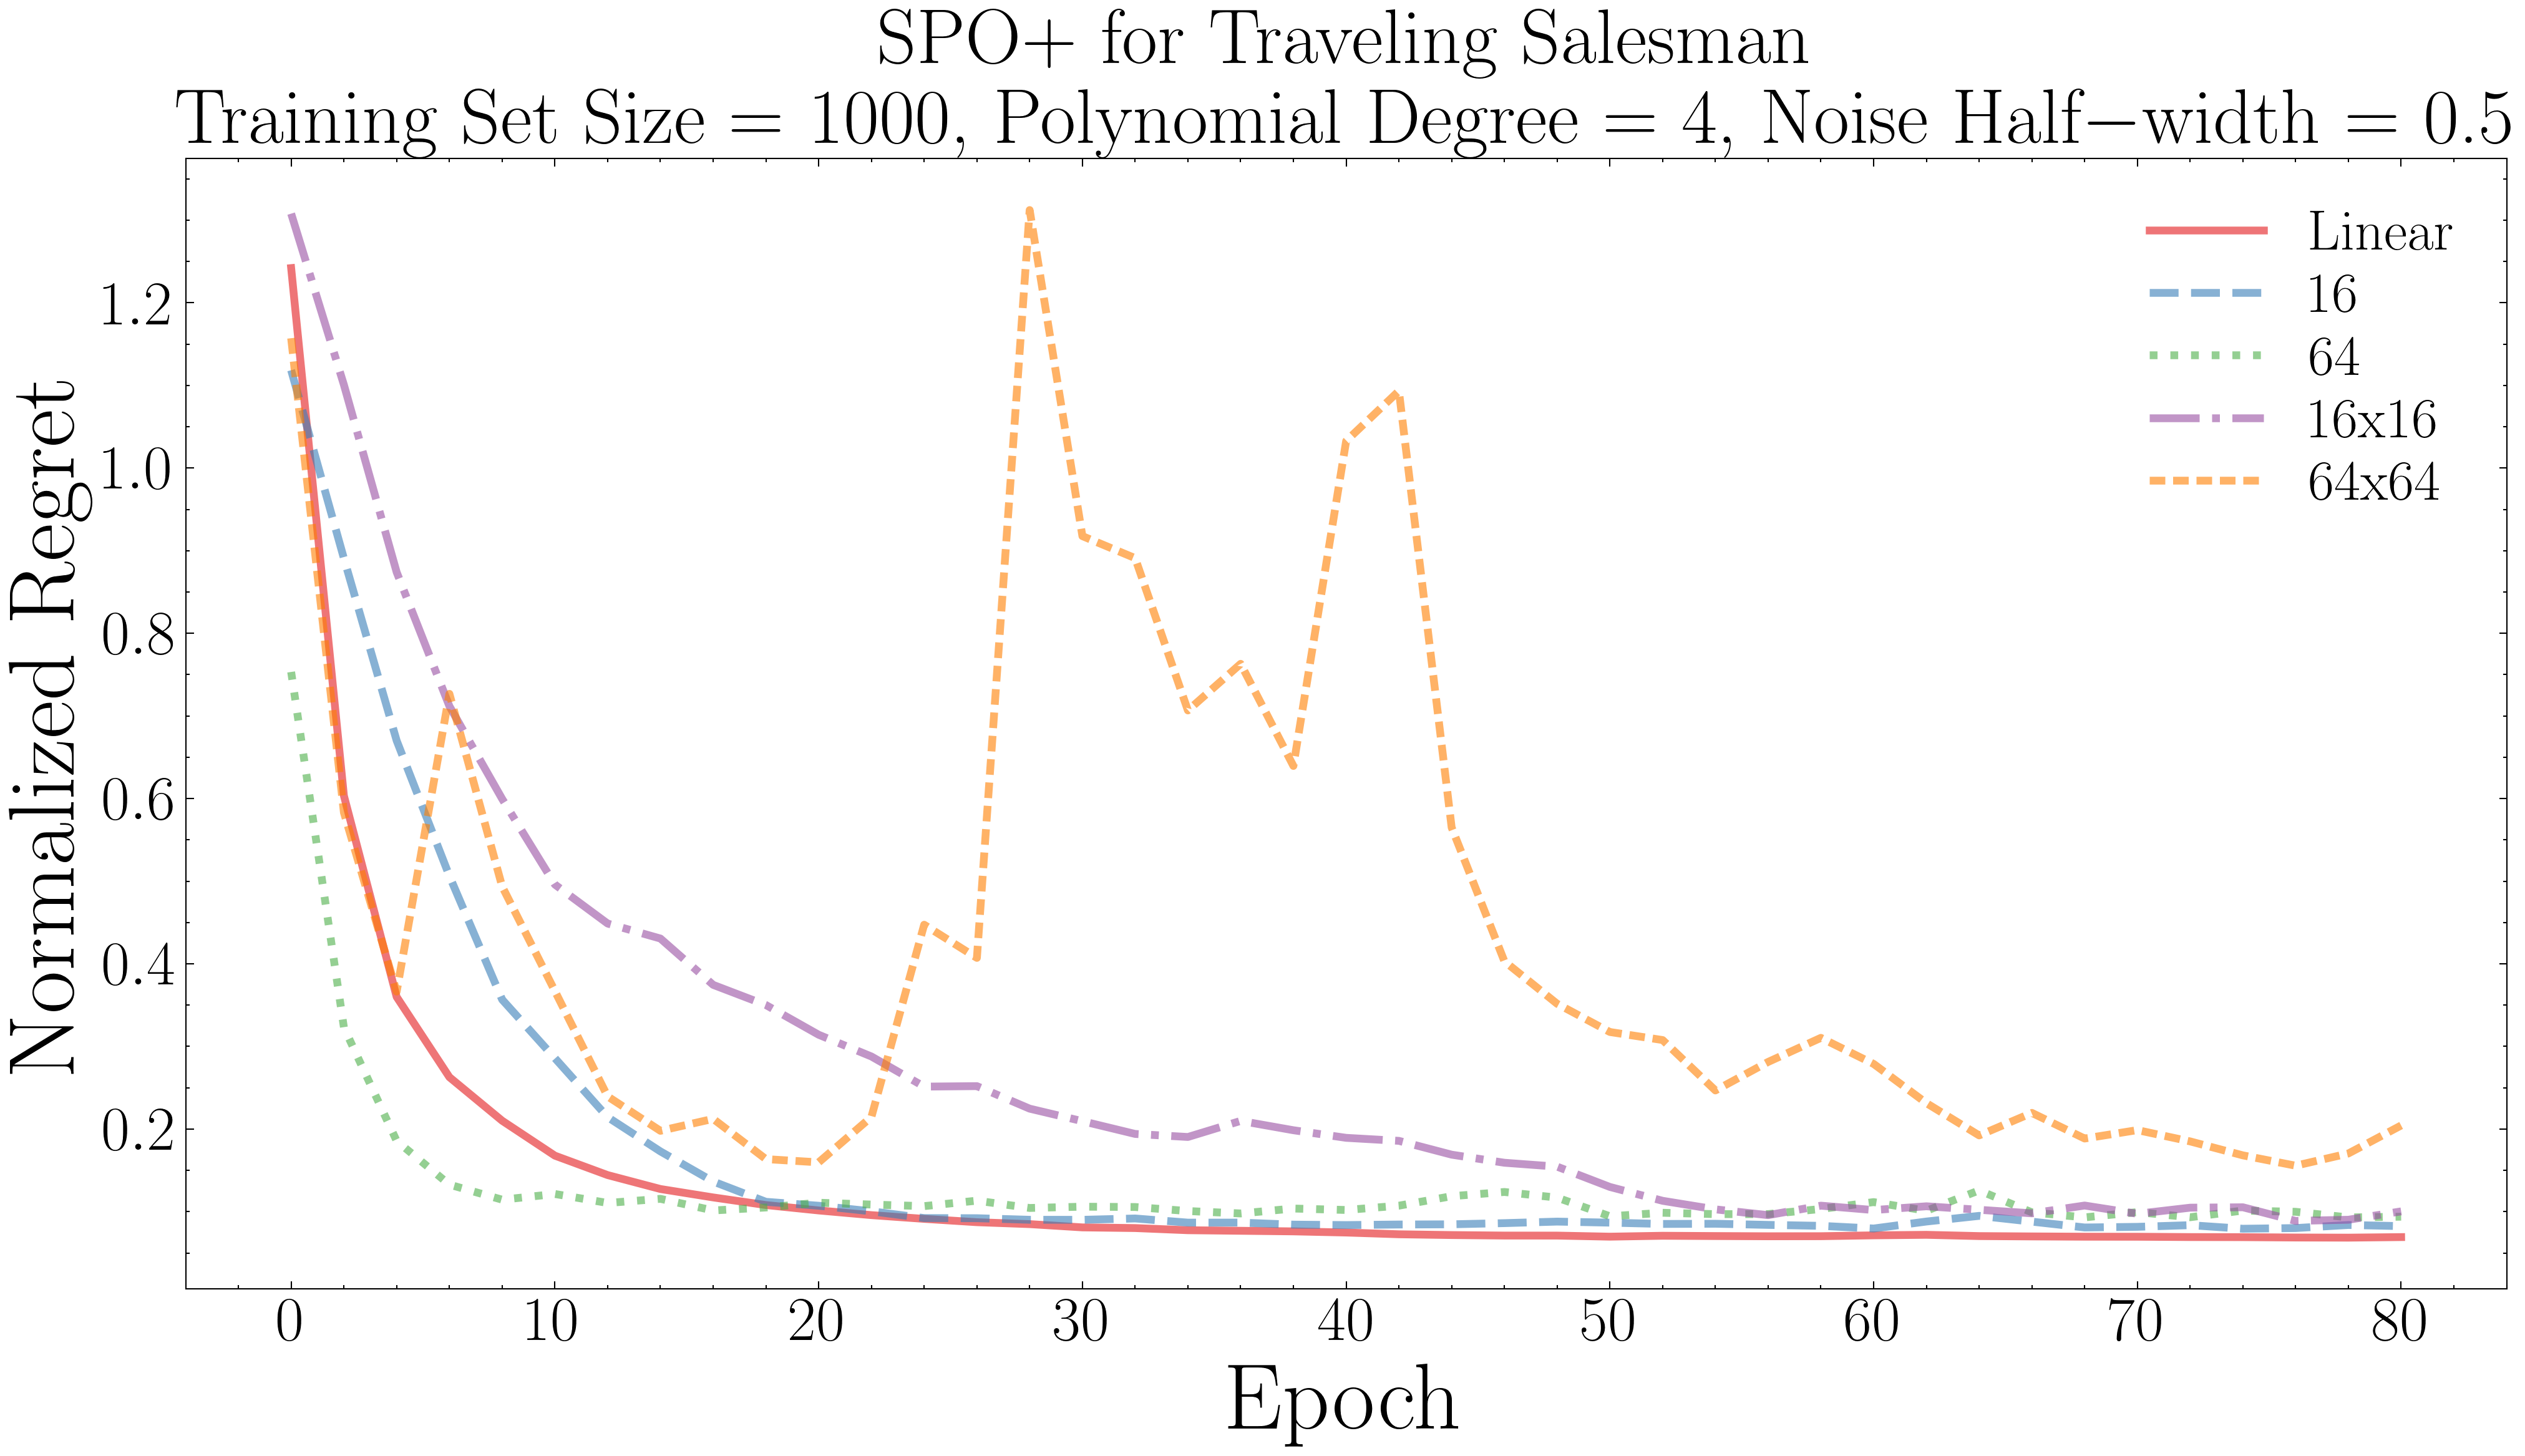 SPO+ for Traveling Salesman
Training Set Size = 1000, Polynomial Degree = 4, Noise Half−width = 0.5
Normalized Regret
1.2
1.0
0.8
0.6
0.4
0.2
Linear
16
64
16x16
64x64
0 10 20 30 40 50 60 70 80
Epoch